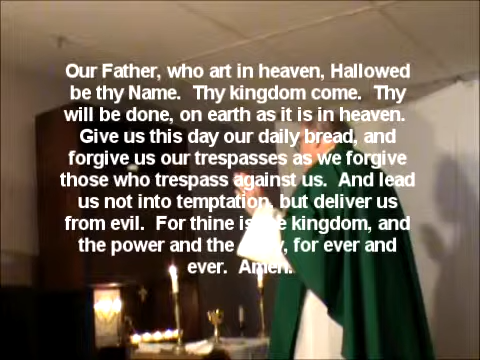 Our Father, who art in heaven, Hallowed
be thy Name. Thy kingdom come. Thy
will be done, on earth as it is in heaven.
Give us this day our daily bread, and
forgive us our trespasses as we forgive
those who trespass against us. And lead
us not into temptation, but deliver us
from evil. For thine is the kingdom, and
the power and the glory, for ever and
ever. Amen.